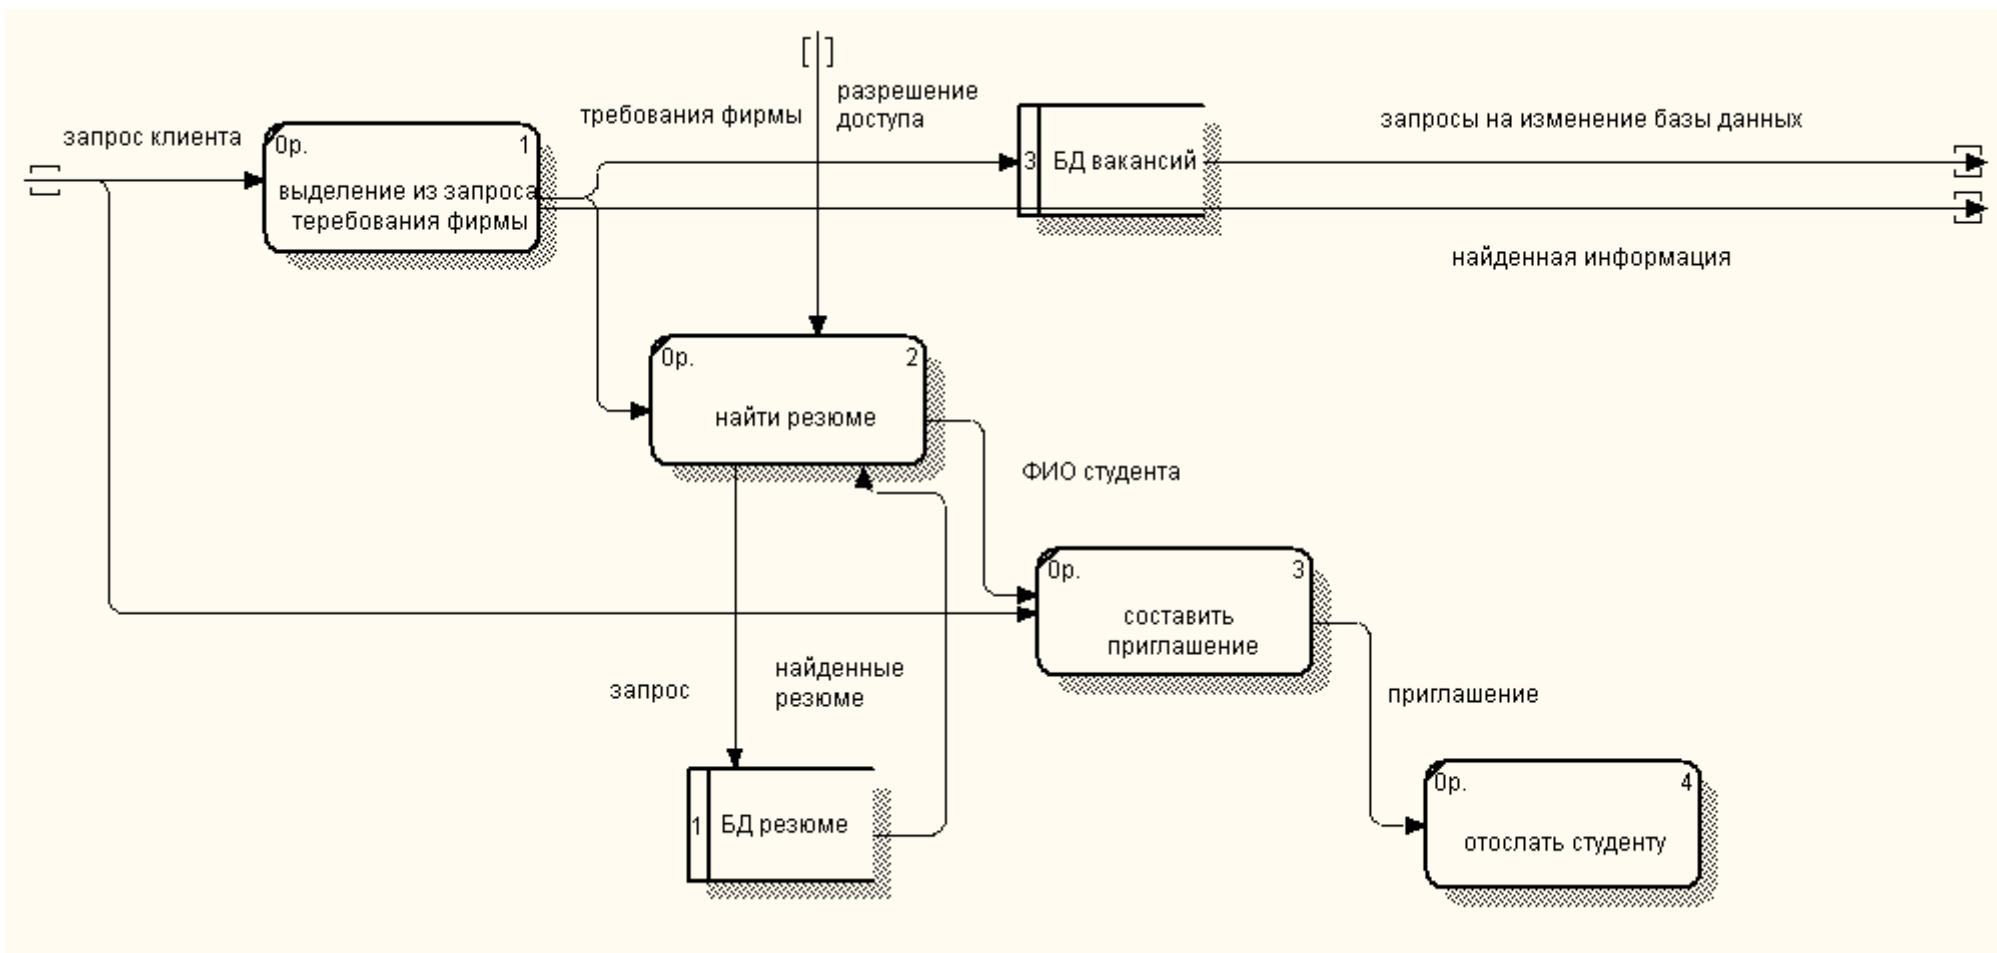 разрешение
доступа
требования фирмы
запрос клиента
запросы на изменение базы данных
0р.
1
выделение из запроса
теребования фирмы
3
БД вакансий
найденная информация
0р.
2
найти резюме
ФИО студента
0р.
3
составить
приглашение
найденные
резюме
запрос
приглашение
0р.
4
отослать студенту
1
БД резюме